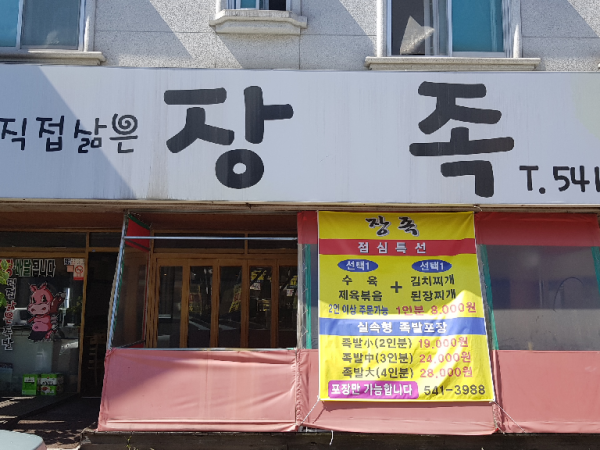 직접삶은 장 족 T.541
장족
점심특선
선택1 선택1
수육 + 김치찌개
제육볶음 된장찌개
2인 이상 주문가능 1인분 8,000원
실속형 족발포장
족발小(2인분) 19,000원
족발中(3인분) 24,000원
족발大(4인분) 28,000원
포장만 가능합니다 541-3988